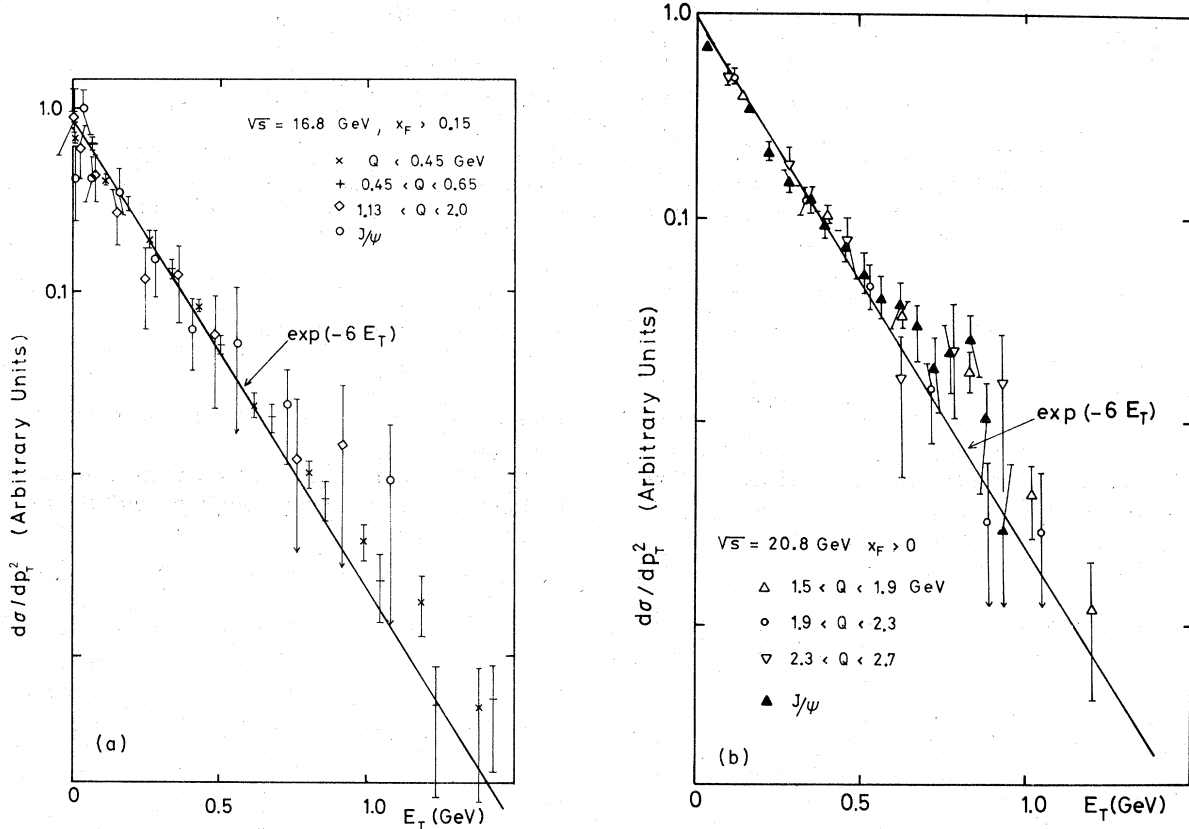 1.0
0.1
√s = 16.8 GeV, x_F > 0.15
× Q < 0.45 GeV
+ 0.45 < Q < 0.65
◇ 1.13 < Q < 2.0
○ J/ψ
exp(-6 E_T)
dσ/dp_T^2 (Arbitrary Units)
(a)
0
0.5
1.0
E_T (GeV)
1.0
0.1
exp(-6 E_T)
dσ/dp_T^2 (Arbitrary Units)
√s = 20.8 GeV x_F > 0
△ 1.5 < Q < 1.9 GeV
○ 1.9 < Q < 2.3
▽ 2.3 < Q < 2.7
▲ J/ψ
(b)
0
0.5
1.0
E_T (GeV)